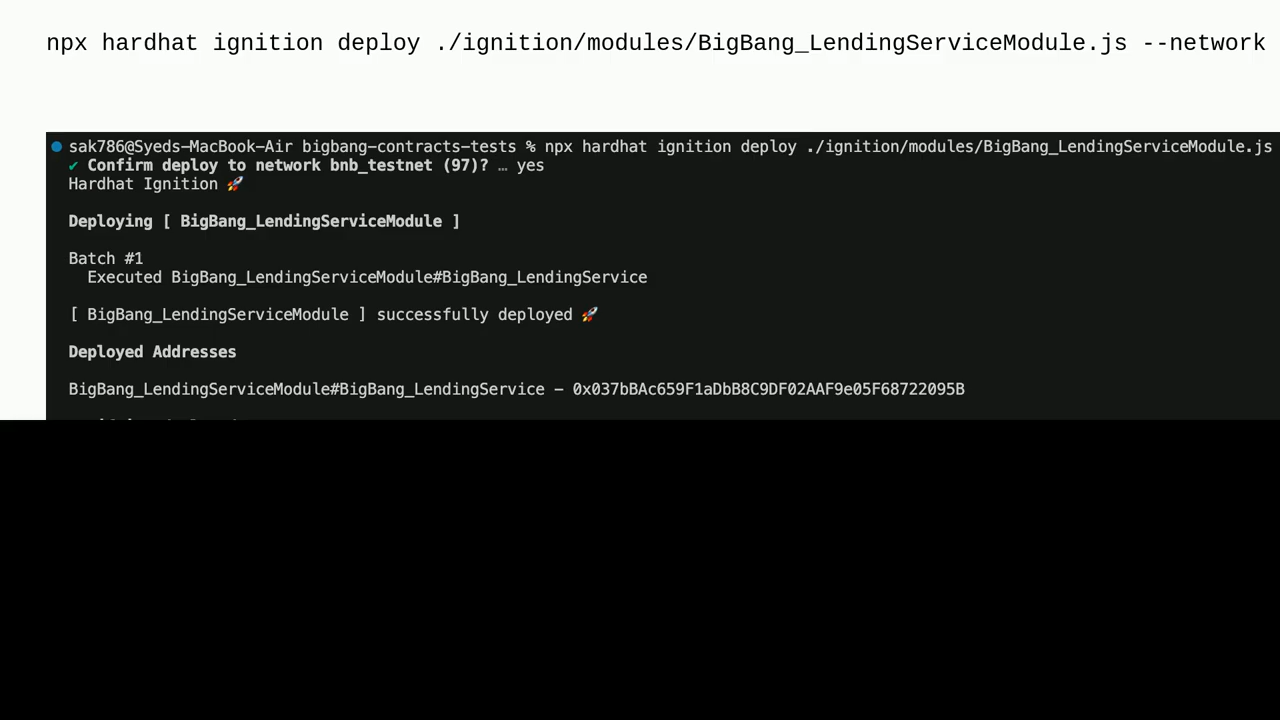 npx hardhat ignition deploy ./ignition/modules/BigBang_LendingServiceModule.js --network
sak786@Syeds-MacBook-Air bigbang-contracts-tests % npx hardhat ignition deploy ./ignition/modules/BigBang_LendingServiceModule.js
✔ Confirm deploy to network bnb_testnet (97)? … yes
Hardhat Ignition 🚀
Deploying [ BigBang_LendingServiceModule ]
Batch #1
Executed BigBang_LendingServiceModule#BigBang_LendingService
[ BigBang_LendingServiceModule ] successfully deployed 🚀
Deployed Addresses
BigBang_LendingServiceModule#BigBang_LendingService – 0x037bBAc659F1aDbB8C9DF02AAF9e05F68722095B